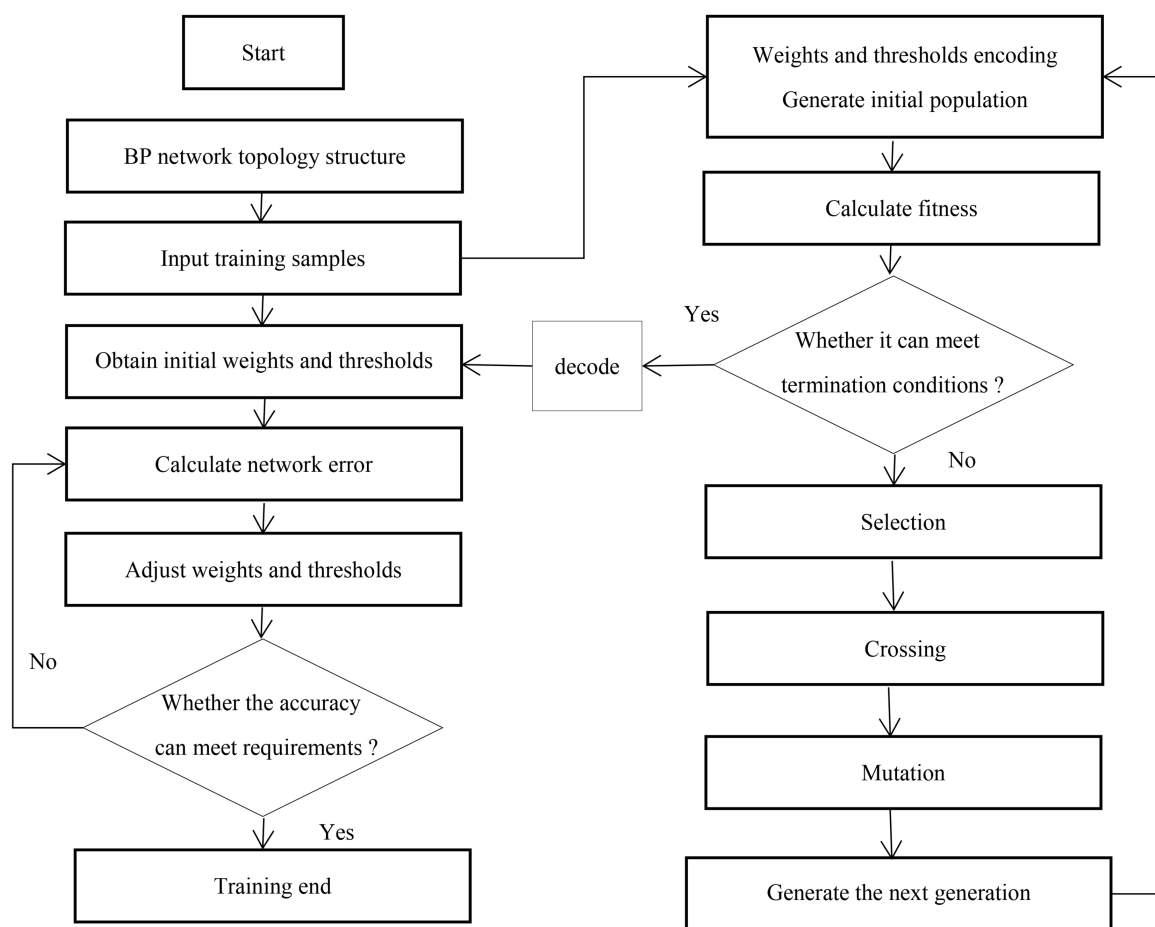 Start
BP network topology structure
Input training samples
Obtain initial weights and thresholds
Calculate network error
Adjust weights and thresholds
No
Whether the accuracy
can meet requirements ?
Yes
Training end
Weights and thresholds encoding
Generate initial population
Calculate fitness
Yes
decode
Whether it can meet
termination conditions ?
No
Selection
Crossing
Mutation
Generate the next generation